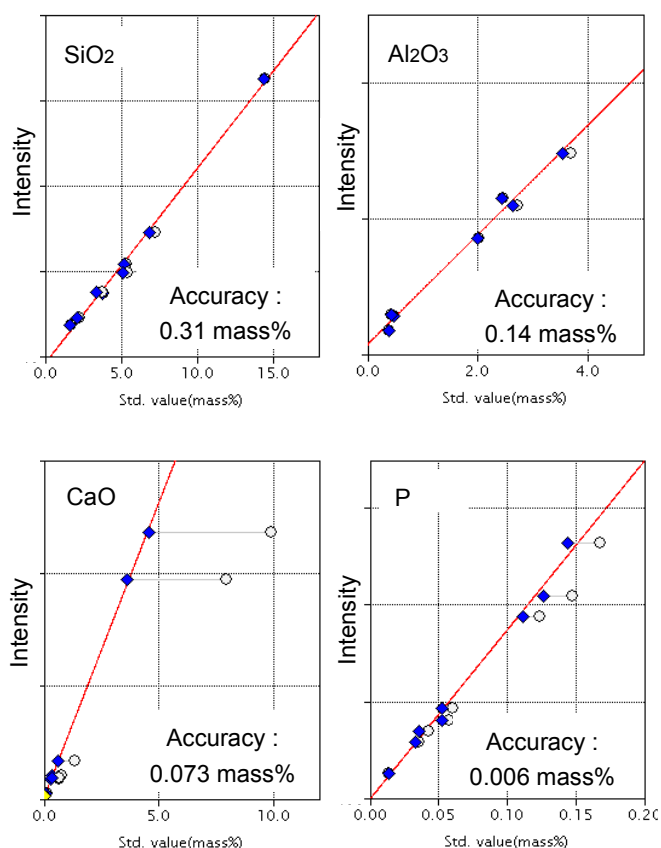 SiO2
Intensity
Accuracy :
0.31 mass%
0.0
5.0
10.0
15.0
Std. value(mass%)
Al2O3
Intensity
Accuracy :
0.14 mass%
0.0
2.0
4.0
Std. value(mass%)
CaO
Intensity
Accuracy :
0.073 mass%
0.0
5.0
10.0
Std. value(mass%)
P
Intensity
Accuracy :
0.006 mass%
0.00
0.05
0.10
0.15
0.20
Std. value(mass%)